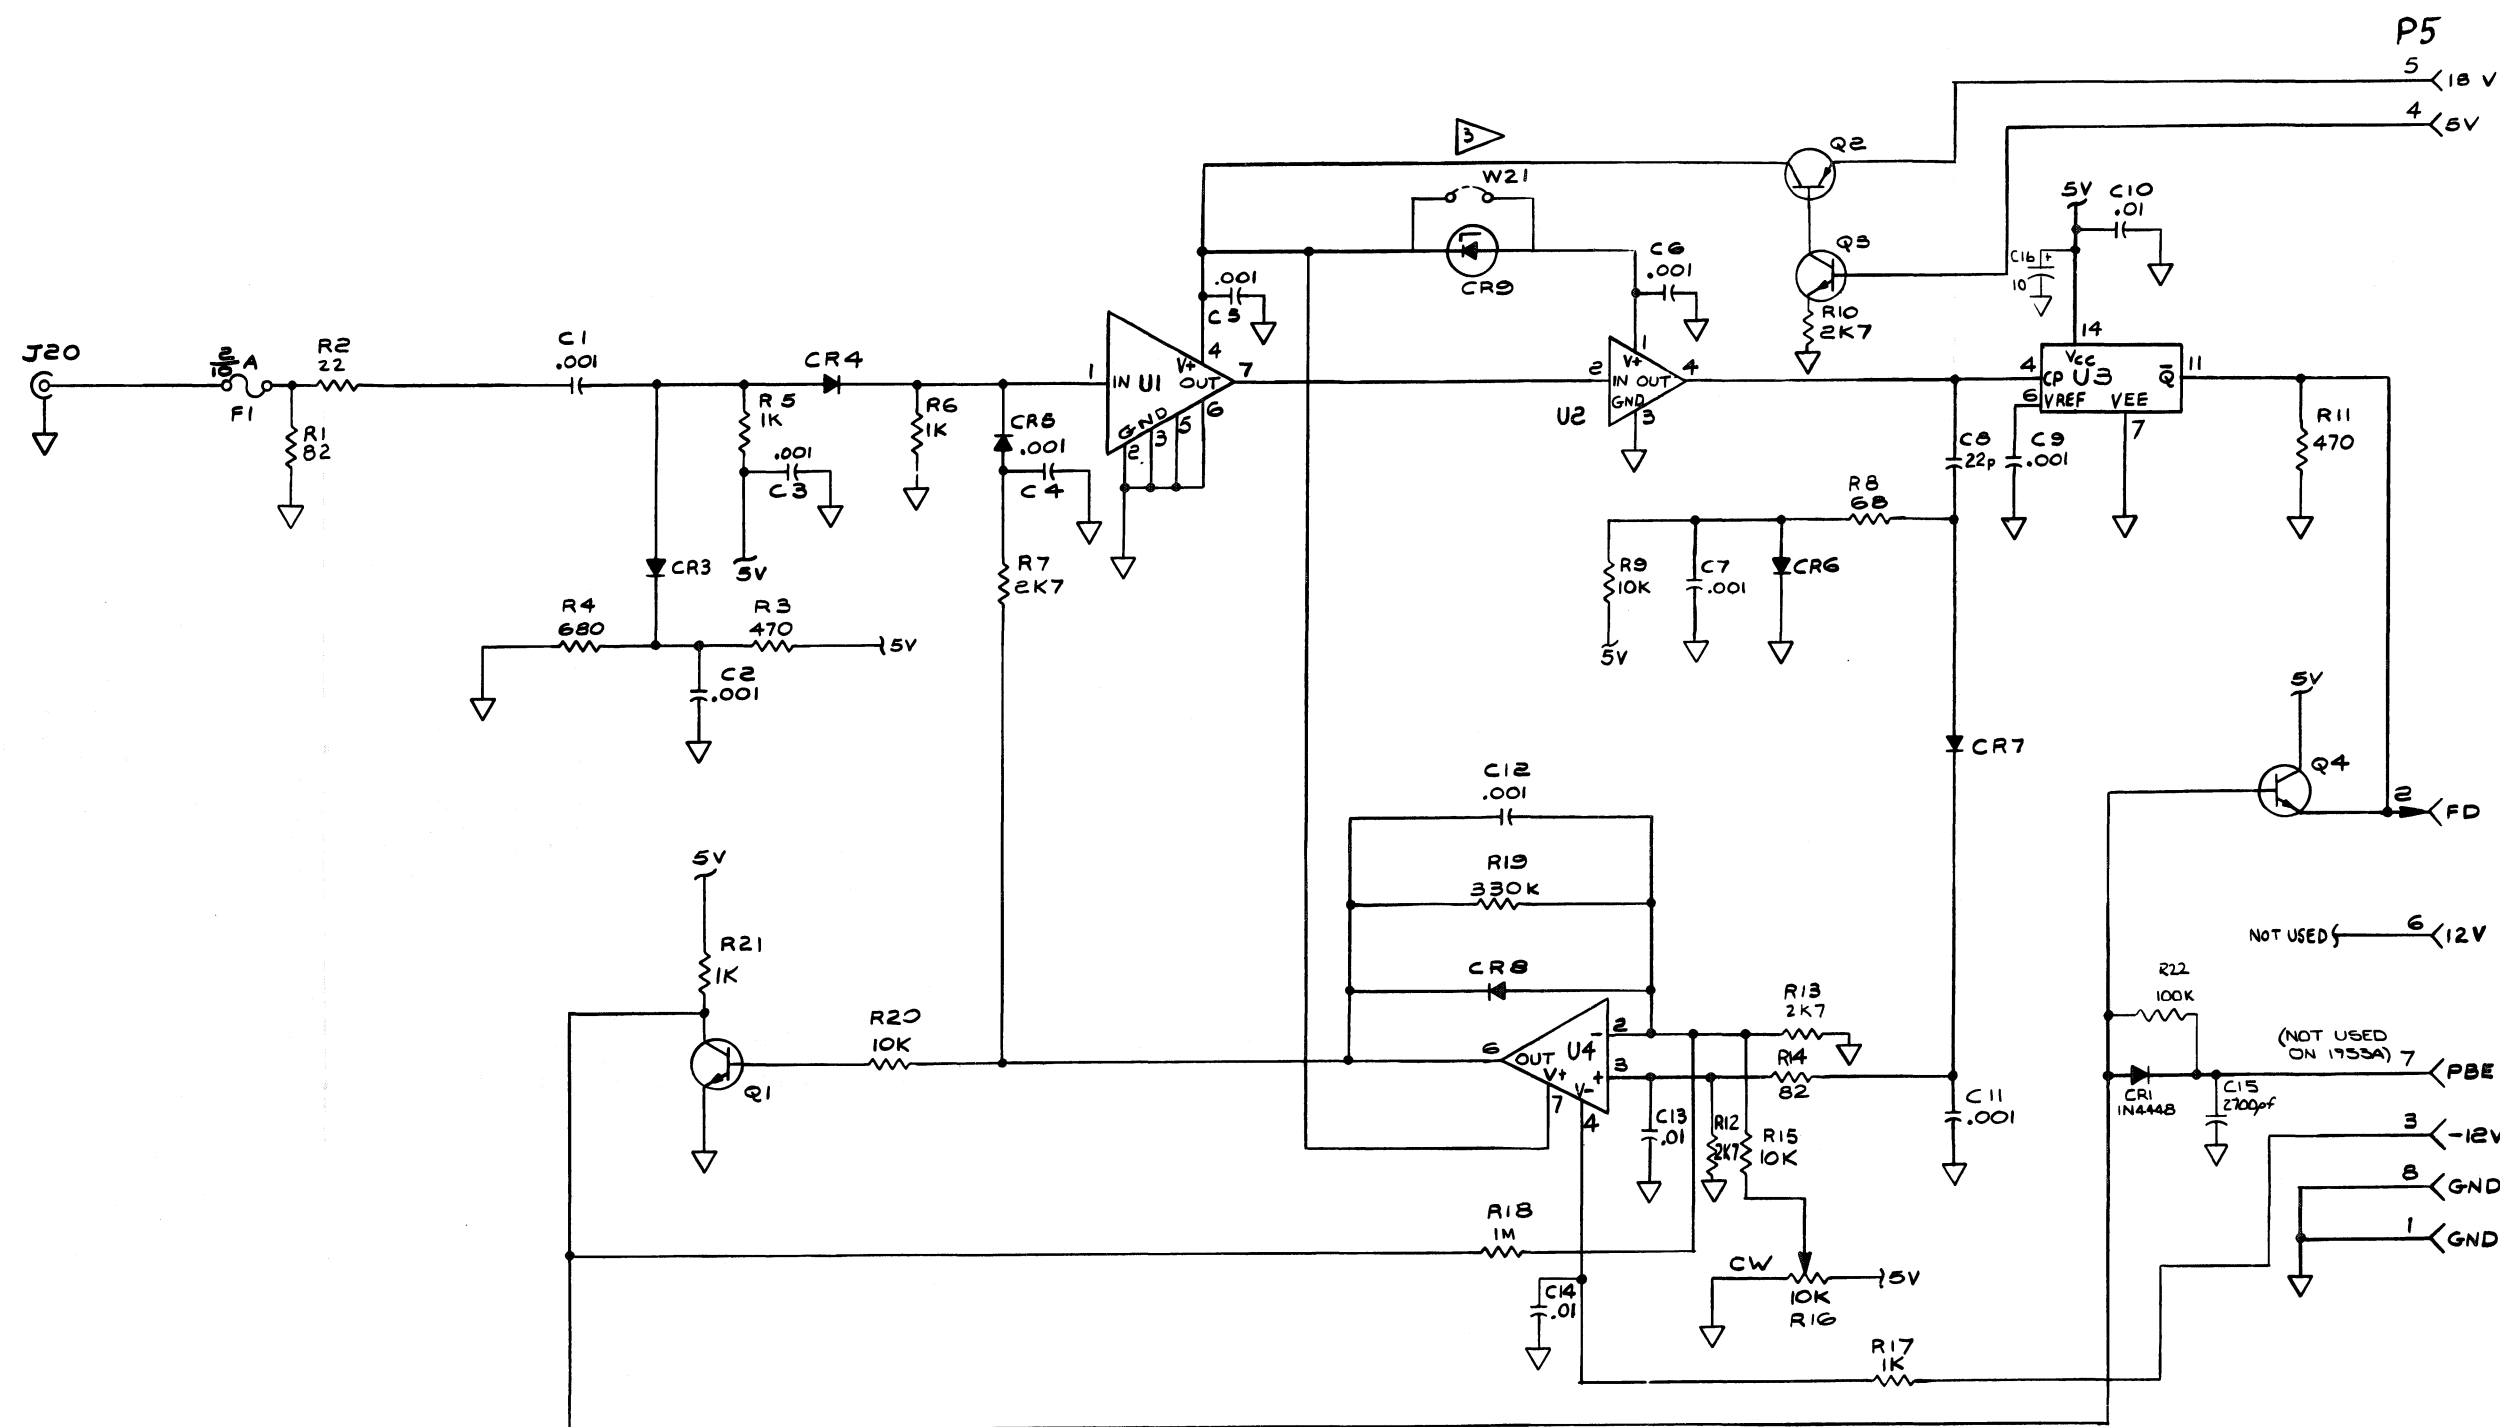 P5
5 18 V
4 5V
3
Q2
W21
5V C10
.01
Q3
C6
.001
C16 +
10
.001
C5
CR9
R10
2K7
14
J20
2/10 A
F1
R2
22
C1
.001
CR4
1 IN U1 V+ 4
OUT 7
GND
2 3 5 6
2 IN OUT 4
V+ 1
GND 3
U2
4 CP VCC U3 Q̅ 11
6 VREF VEE
7
R1
82
R5
1K
R6
1K
CR5
.001
C4
.001
C3
C8
22p
C9
.001
R11
470
R8
68
CR3
5V
R7
2K7
R9
10K
C7
.001
CR6
R4
680
R3
470
5V
5V
C2
.001
5V
CR7
Q4
C12
.001
2 FD
5V
R19
330K
NOT USED 6 12V
R21
1K
CR8
R22
100K
R13
2K7
R20
10K
6 OUT U4 - 2
+ 3
V+ 7
V- 4
R14
82
(NOT USED
ON 1953A) 7 PBE
Q1
C13
.01
R12
2K7
R15
10K
C11
.001
CR1
1N4448
C15
2700pf
3 -12V
8 GND
1 GND
R18
1M
CW
5V
10K
R16
C14
.01
R17
1K